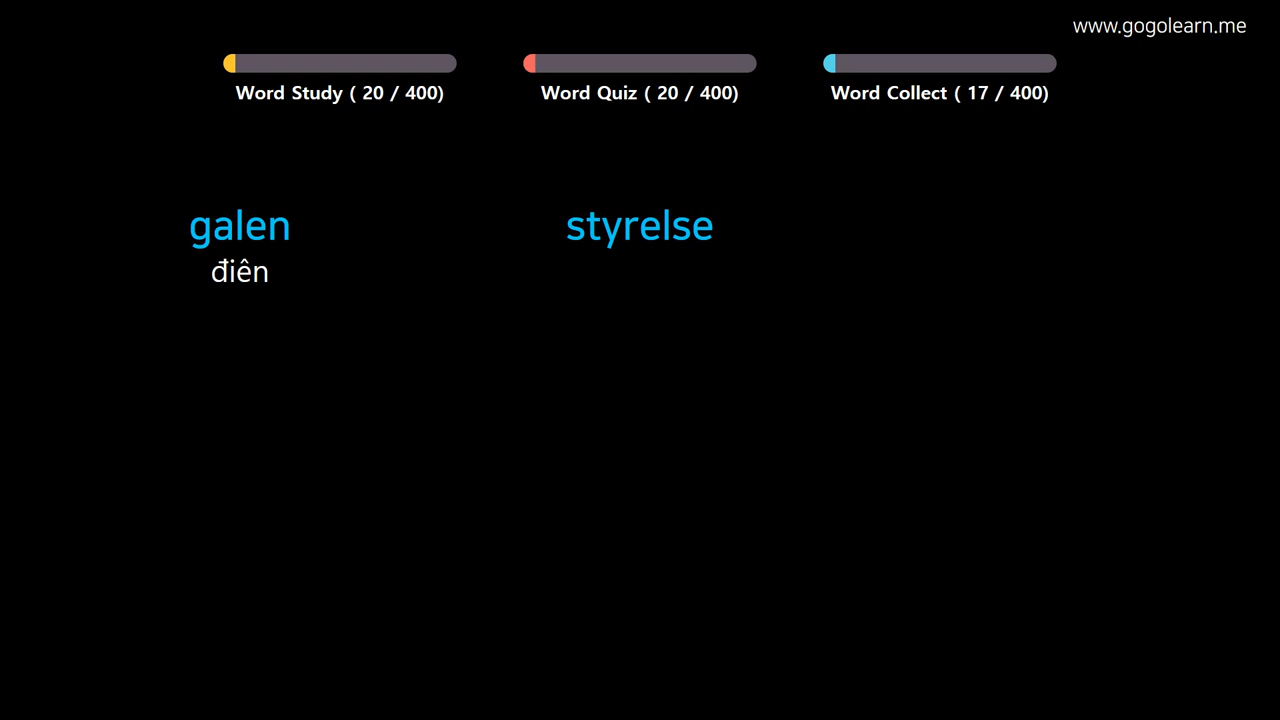 www.gogolearn.me
Word Study ( 20 / 400)
Word Quiz ( 20 / 400)
Word Collect ( 17 / 400)
galen
styrelse
điên